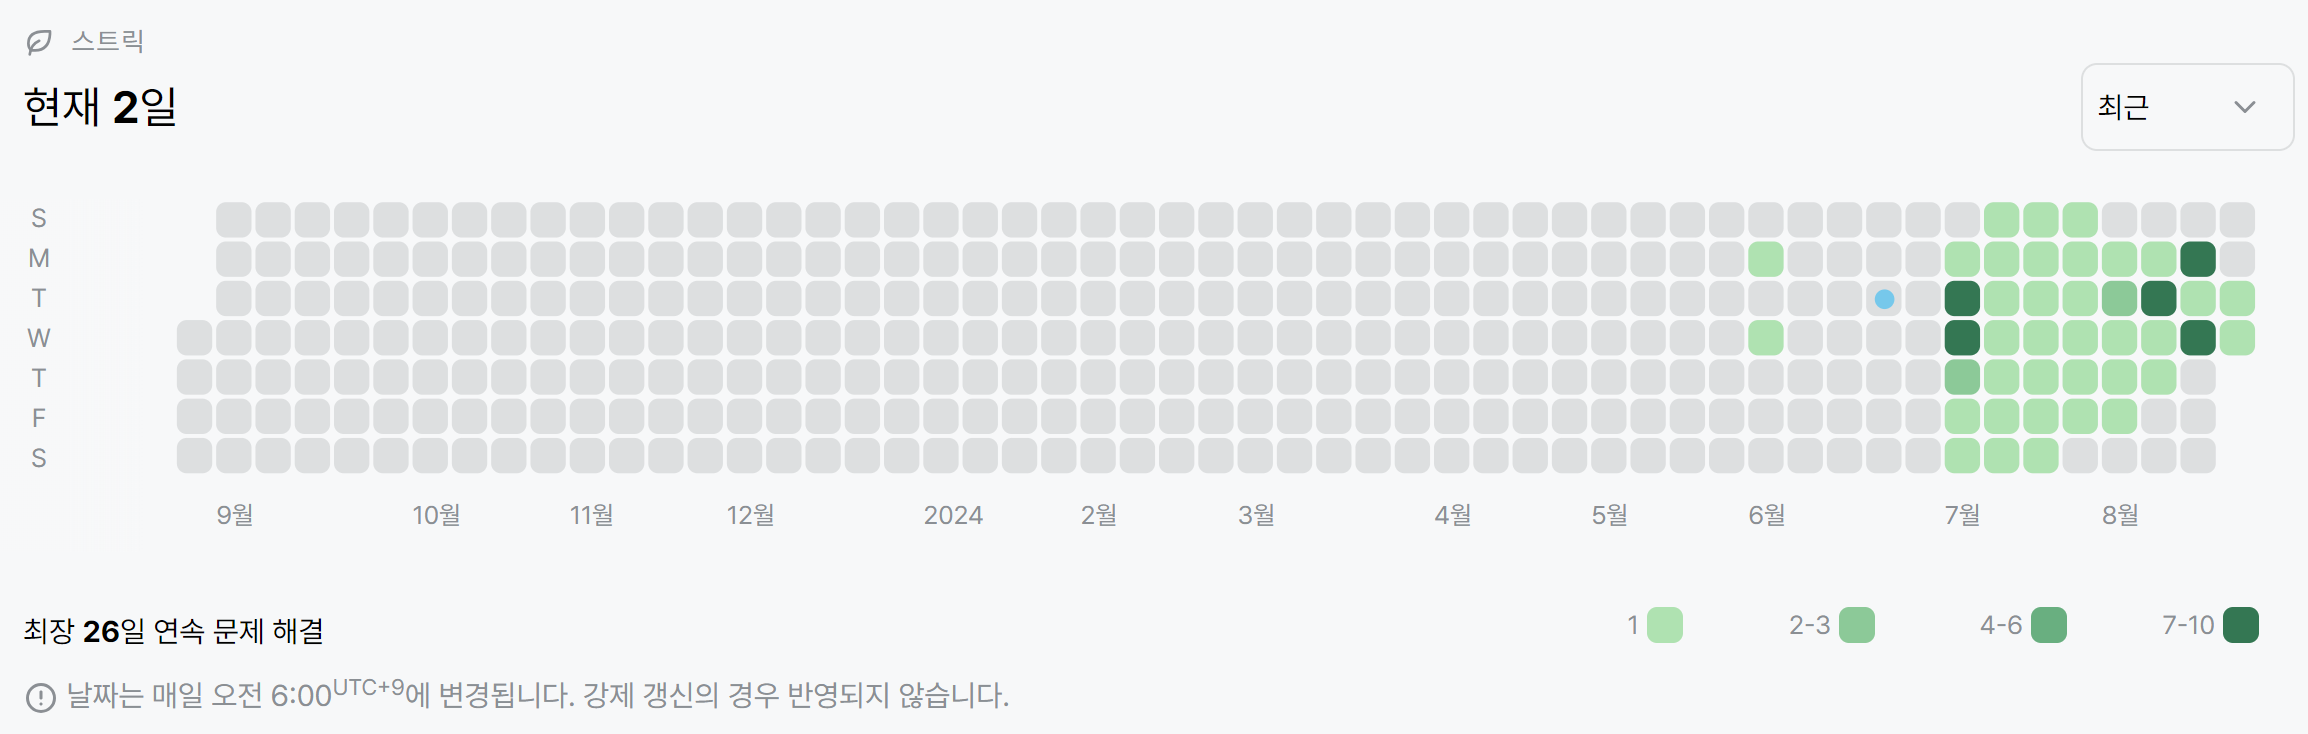 스트릭
현재 2일
최근
S
M
T
W
T
F
S
9월 10월 11월 12월 2024 2월 3월 4월 5월 6월 7월 8월
최장 26일 연속 문제 해결
1 2-3 4-6 7-10
날짜는 매일 오전 6:00UTC+9에 변경됩니다. 강제 갱신의 경우 반영되지 않습니다.